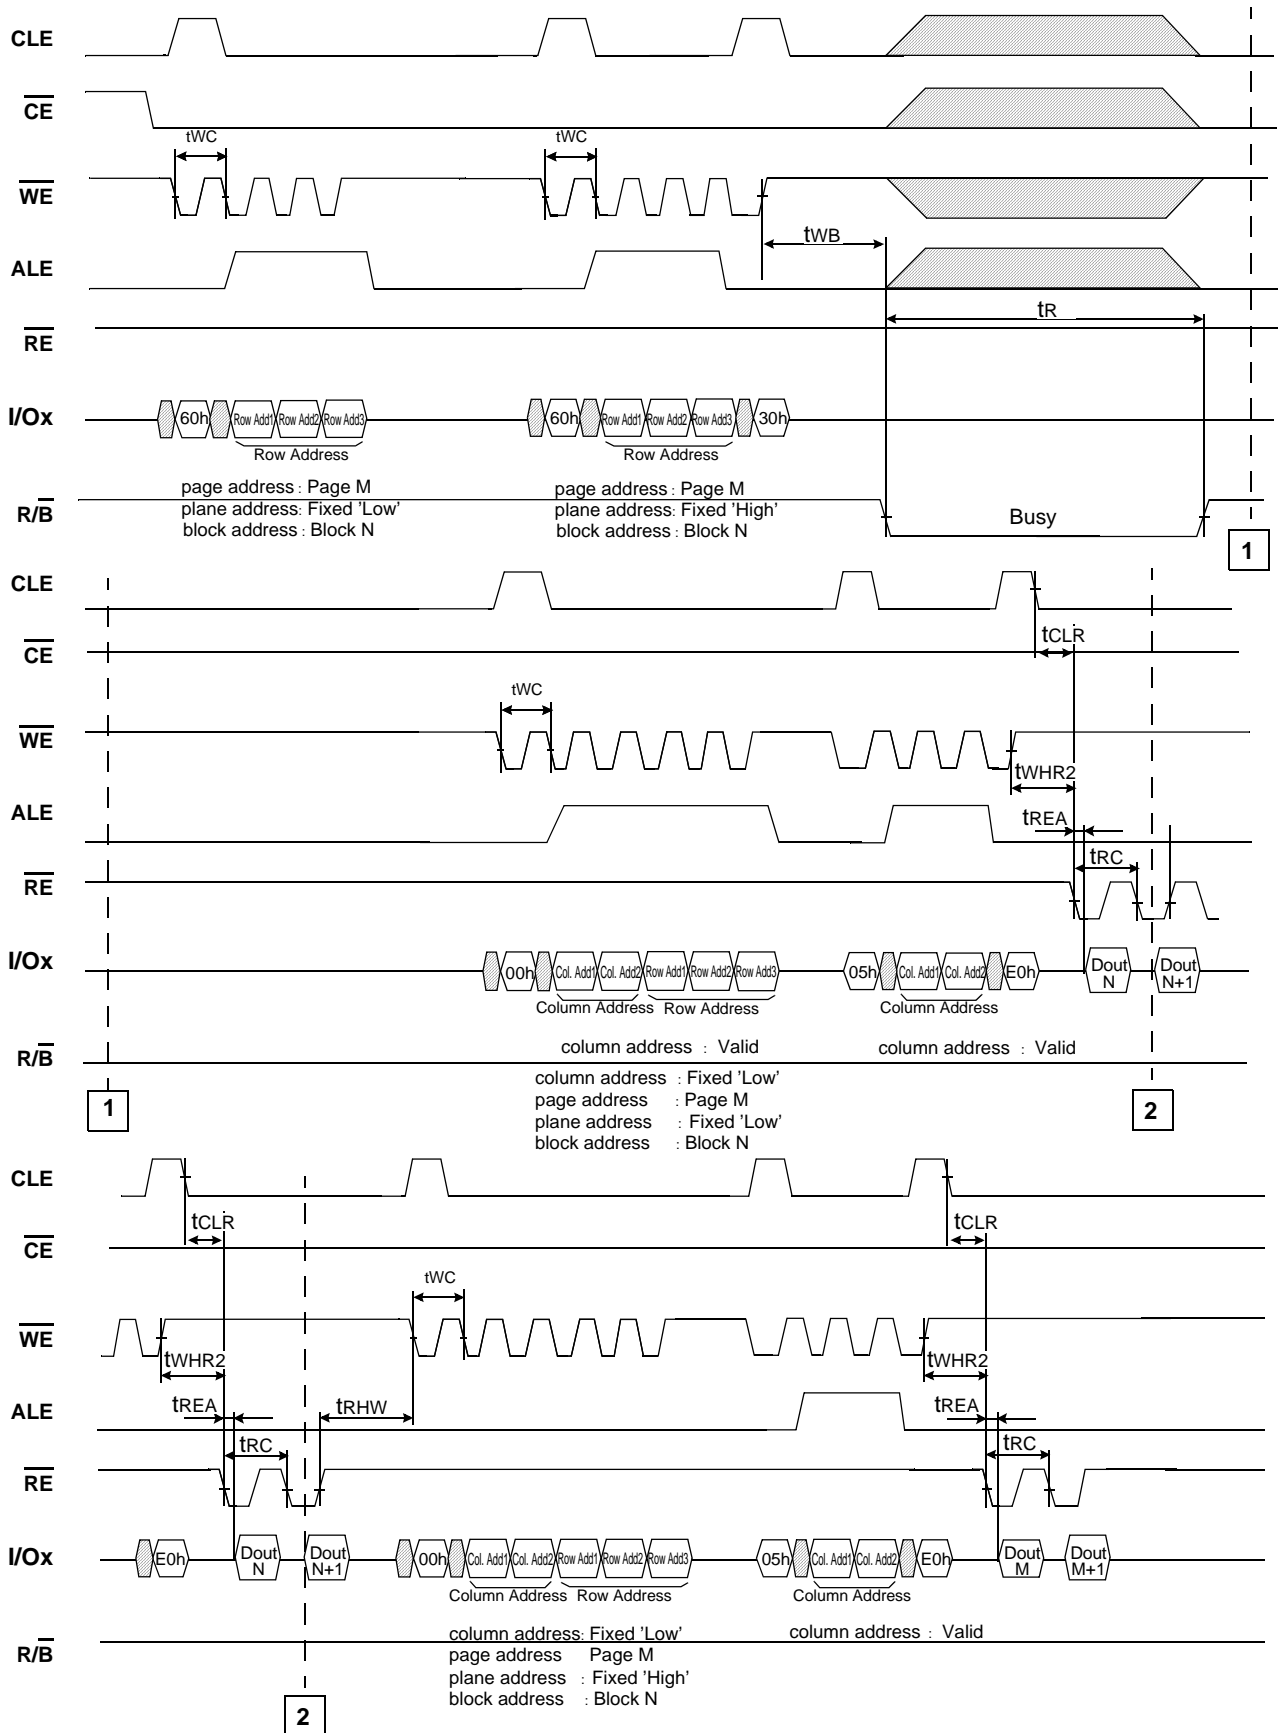 CLE
CE
tWC tWC
WE
tWB
ALE
tR
RE
I/Ox 60h Row Add1 Row Add2 Row Add3 60h Row Add1 Row Add2 Row Add3 30h
Row Address Row Address
page address : Page M page address : Page M
plane address: Fixed 'Low' plane address: Fixed 'High'
block address : Block N block address : Block N
R/B Busy
1
CLE
tCLR
CE
tWC
WE
tWHR2
ALE
tREA
tRC
RE
I/Ox 00h Col. Add1 Col. Add2 Row Add1 Row Add2 Row Add3 05h Col. Add1 Col. Add2 E0h Dout N Dout N+1
Column Address Row Address Column Address
column address : Valid column address : Valid
R/B
column address : Fixed 'Low'
page address : Page M
plane address : Fixed 'Low'
block address : Block N
1 2
CLE
tCLR tCLR
CE
tWC
WE
tWHR2 tWHR2
ALE
tREA tRHW tREA
tRC tRC
RE
I/Ox E0h Dout N Dout N+1 00h Col. Add1 Col. Add2 Row Add1 Row Add2 Row Add3 05h Col. Add1 Col. Add2 E0h Dout M Dout M+1
Column Address Row Address Column Address
column address: Fixed 'Low' column address : Valid
R/B
page address Page M
plane address : Fixed 'High'
block address : Block N
2